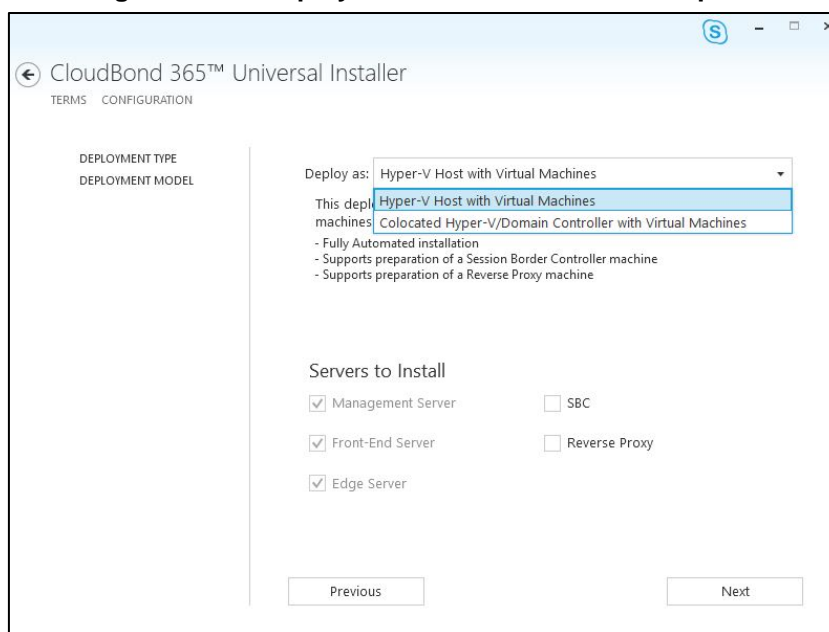 S
CloudBond 365™ Universal Installer
TERMS CONFIGURATION
DEPLOYMENT TYPE
DEPLOYMENT MODEL
Deploy as: Hyper-V Host with Virtual Machines
Hyper-V Host with Virtual Machines
This depl
machines
Colocated Hyper-V/Domain Controller with Virtual Machines
- Fully Automated installation
- Supports preparation of a Session Border Controller machine
- Supports preparation of a Reverse Proxy machine
Servers to Install
Management Server
SBC
Front-End Server
Reverse Proxy
Edge Server
Previous
Next